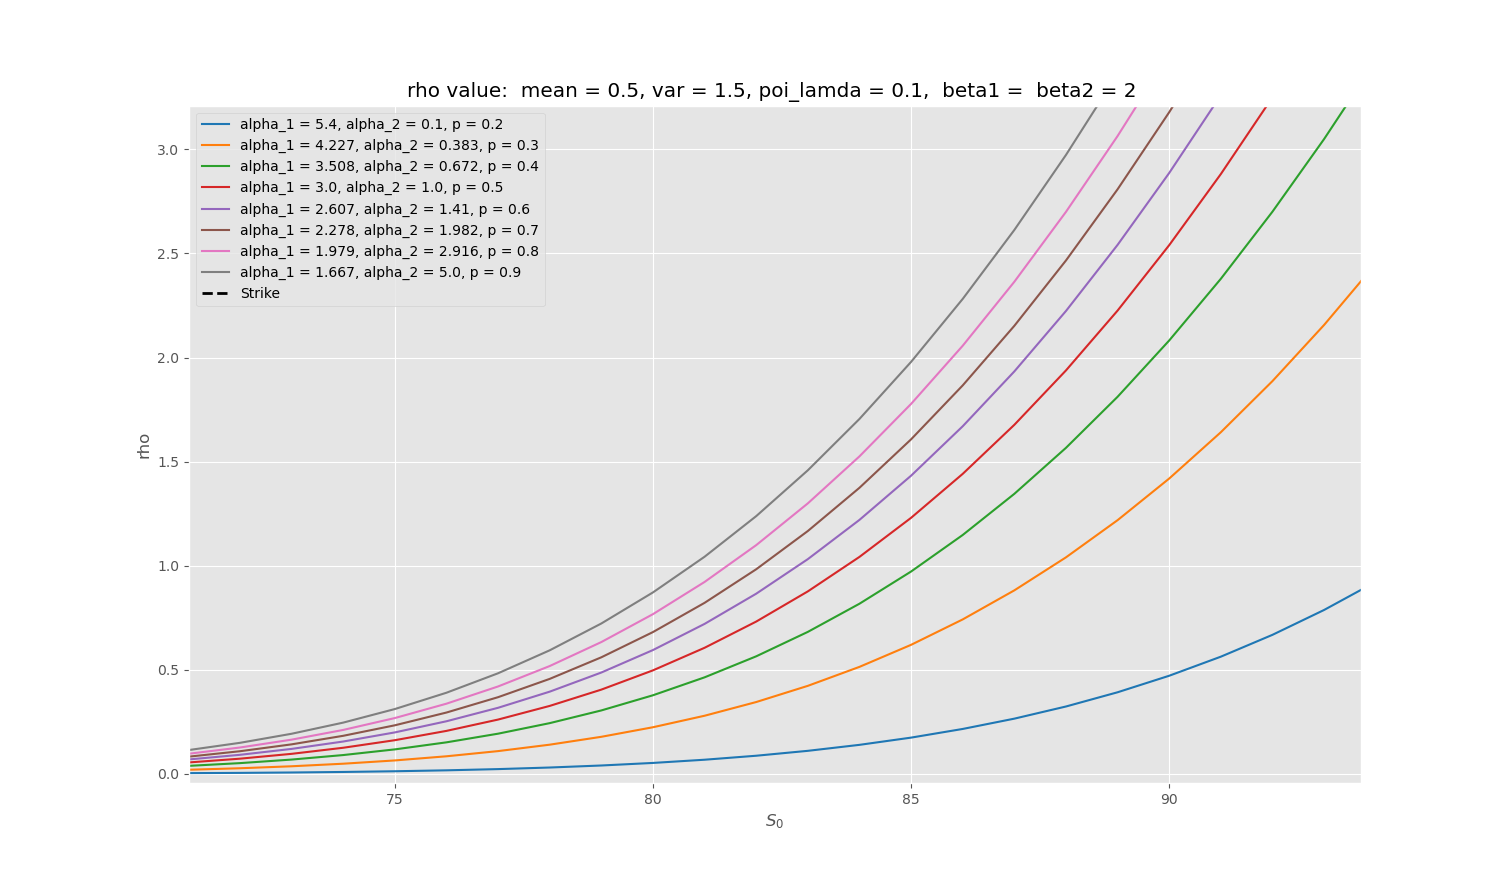 rho value:  mean = 0.5, var = 1.5, poi_lamda = 0.1,  beta1 =  beta2 = 2
alpha_1 = 5.4, alpha_2 = 0.1, p = 0.2
alpha_1 = 4.227, alpha_2 = 0.383, p = 0.3
alpha_1 = 3.508, alpha_2 = 0.672, p = 0.4
alpha_1 = 3.0, alpha_2 = 1.0, p = 0.5
alpha_1 = 2.607, alpha_2 = 1.41, p = 0.6
alpha_1 = 2.278, alpha_2 = 1.982, p = 0.7
alpha_1 = 1.979, alpha_2 = 2.916, p = 0.8
alpha_1 = 1.667, alpha_2 = 5.0, p = 0.9
Strike
3.0
2.5
2.0
1.5
1.0
0.5
0.0
rho
75 80 85 90
S_0